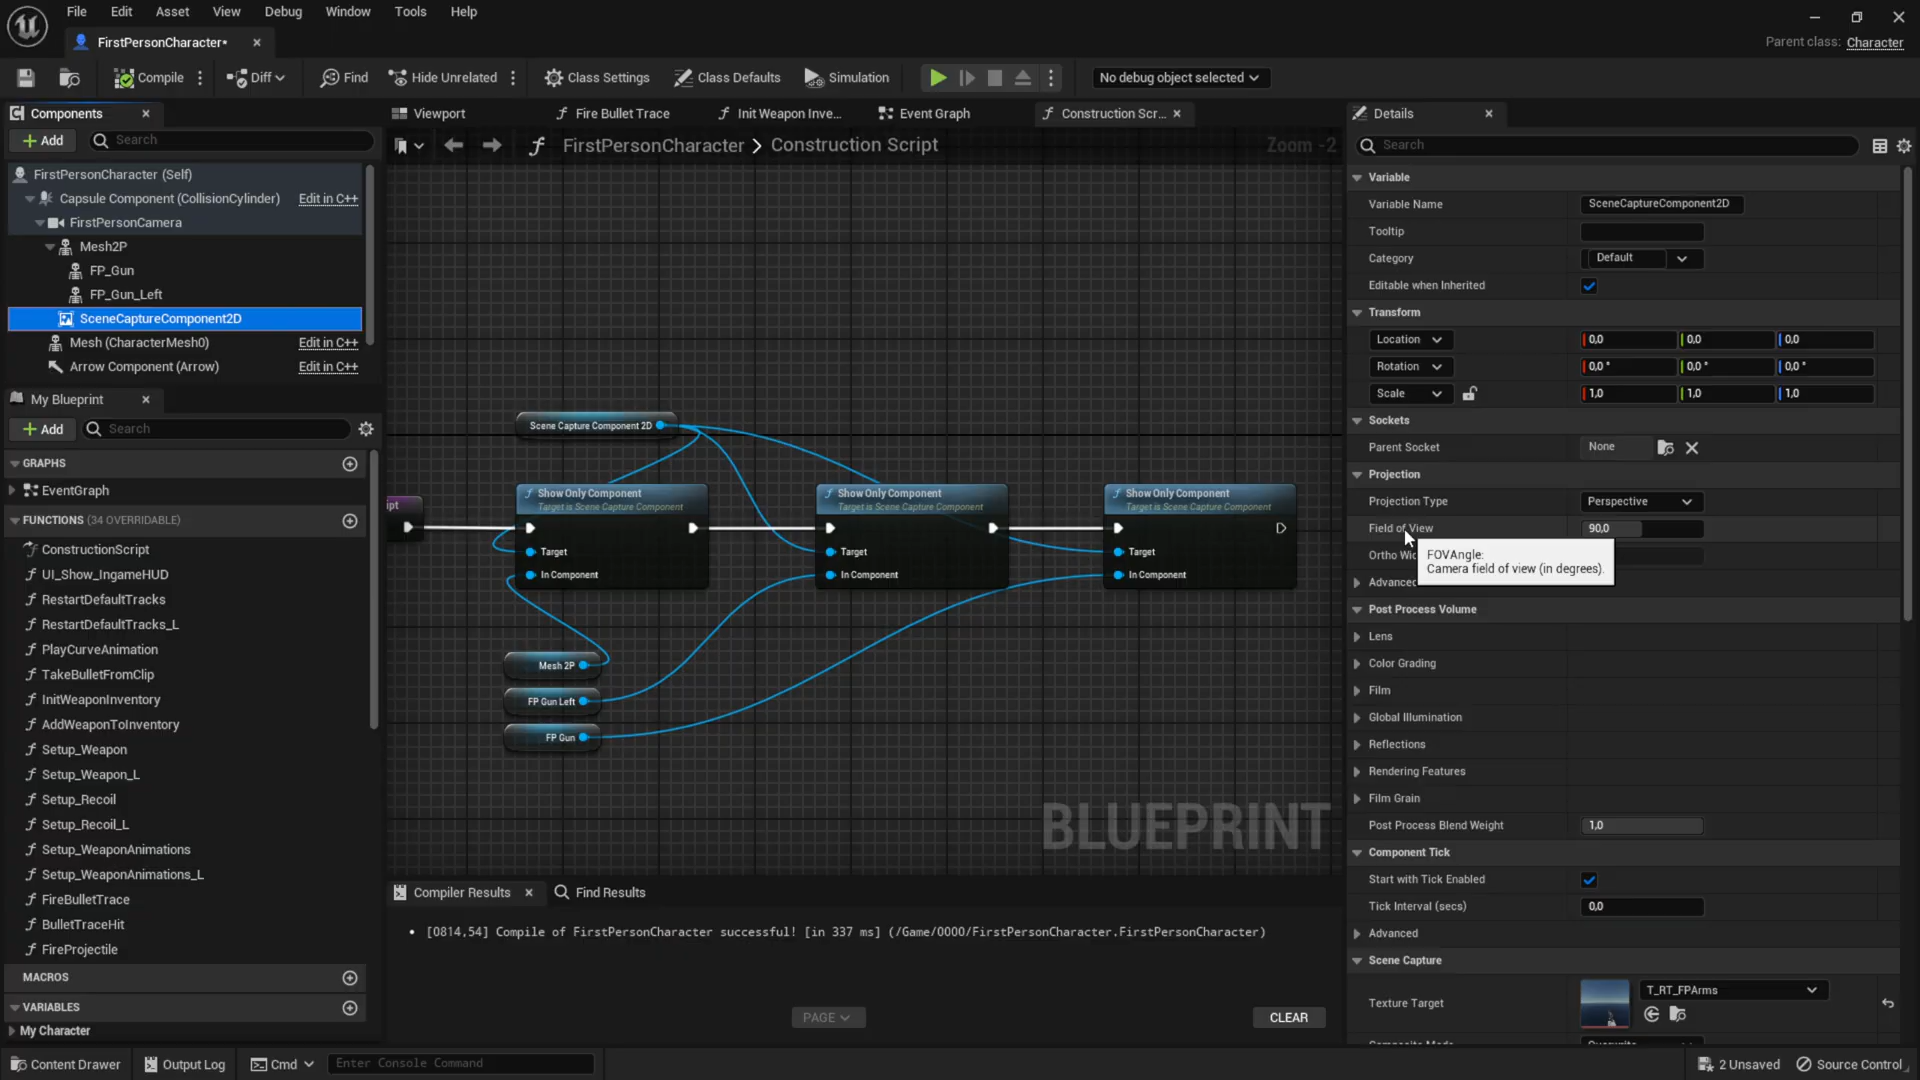 File Edit Asset View Debug Window Tools Help
FirstPersonCharacter*
Parent class: Character
Compile Diff Find Hide Unrelated Class Settings Class Defaults Simulation No debug object selected
Components
Add Search
FirstPersonCharacter (Self)
Capsule Component (CollisionCylinder) Edit in C++
FirstPersonCamera
Mesh2P
FP_Gun
FP_Gun_Left
SceneCaptureComponent2D
Mesh (CharacterMesh0) Edit in C++
Arrow Component (Arrow) Edit in C++
My Blueprint
Add Search
GRAPHS
EventGraph
FUNCTIONS (34 OVERRIDABLE)
ConstructionScript
UI_Show_IngameHUD
RestartDefaultTracks
RestartDefaultTracks_L
PlayCurveAnimation
TakeBulletFromClip
InitWeaponInventory
AddWeaponToInventory
Setup_Weapon
Setup_Weapon_L
Setup_Recoil
Setup_Recoil_L
Setup_WeaponAnimations
Setup_WeaponAnimations_L
FireBulletTrace
BulletTraceHit
FireProjectile
MACROS
VARIABLES
My Character
Viewport Fire Bullet Trace Init Weapon Inve... Event Graph Construction Scr...
FirstPersonCharacter > Construction Script Zoom -2
Scene Capture Component 2D
ipt
Show Only Component
Target is Scene Capture Component
Target
In Component
Show Only Component
Target is Scene Capture Component
Target
In Component
Show Only Component
Target is Scene Capture Component
Target
In Component
Mesh 2P
FP Gun Left
FP Gun
BLUEPRINT
Compiler Results Find Results
[0814,54] Compile of FirstPersonCharacter successful! [in 337 ms] (/Game/0000/FirstPersonCharacter.FirstPersonCharacter)
PAGE CLEAR
Details
Search
Variable
Variable Name SceneCaptureComponent2D
Tooltip
Category Default
Editable when Inherited
Transform
Location 0,0 0,0 0,0
Rotation 0,0 ° 0,0 ° 0,0 °
Scale 1,0 1,0 1,0
Sockets
Parent Socket None
Projection
Projection Type Perspective
Field of View 90,0
Ortho Wi
FOVAngle:
Camera field of view (in degrees).
Advanced
Post Process Volume
Lens
Color Grading
Film
Global Illumination
Reflections
Rendering Features
Film Grain
Post Process Blend Weight 1,0
Component Tick
Start with Tick Enabled
Tick Interval (secs) 0,0
Advanced
Scene Capture
Texture Target T_RT_FPArms
Composite Mode Overwrite
Content Drawer Output Log Cmd Enter Console Command 2 Unsaved Source Control